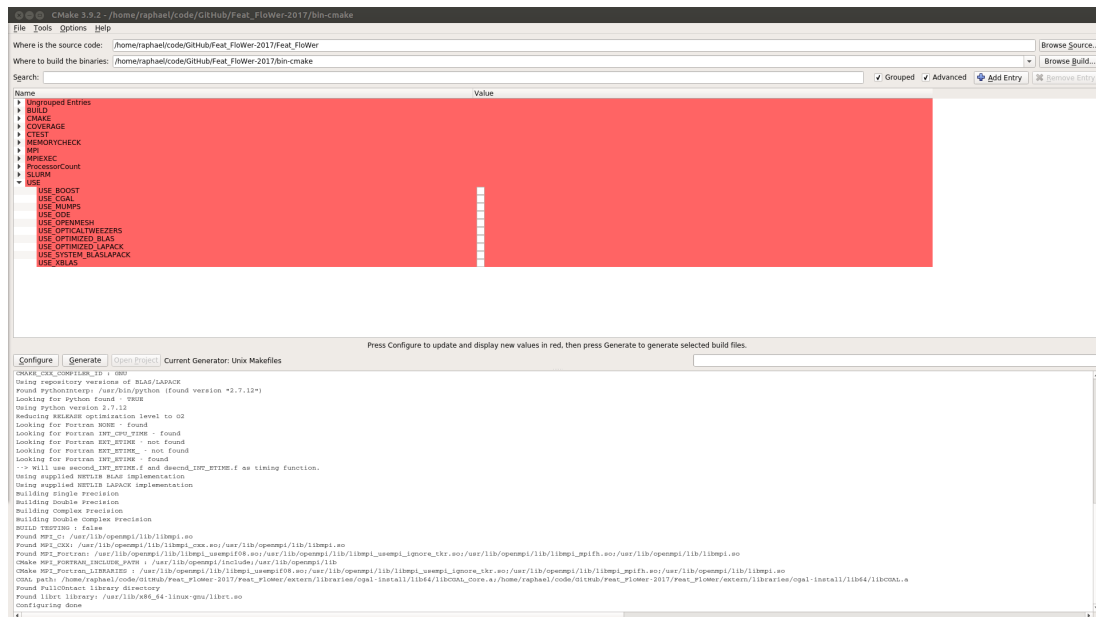 CMake 3.9.2 - /home/raphael/code/GitHub/Feat_FloWer-2017/bin-cmake
File Tools Options Help
Where is the source code: /home/raphael/code/GitHub/Feat_FloWer-2017/Feat_FloWer Browse Source...
Where to build the binaries: /home/raphael/code/GitHub/Feat_FloWer-2017/bin-cmake Browse Build...
Search: Grouped Advanced Add Entry Remove Entry
Name Value
Ungrouped Entries
BUILD
CMAKE
COVERAGE
CTEST
MEMORYCHECK
MPI
MPIEXEC
ProcessorCount
SLURM
USE
USE_BOOST
USE_CGAL
USE_MUMPS
USE_ODE
USE_OPENMESH
USE_OPTICALTWEEZERS
USE_OPTIMIZED_BLAS
USE_OPTIMIZED_LAPACK
USE_SYSTEM_BLASLAPACK
USE_XBLAS
Press Configure to update and display new values in red, then press Generate to generate selected build files.
Configure Generate Open Project Current Generator: Unix Makefiles
CMAKE_CXX_COMPILER_ID : GNU
Using repository versions of BLAS/LAPACK
Found PythonInterp: /usr/bin/python (found version "2.7.12")
Looking for Python found - TRUE
Using Python version 2.7.12
Reducing RELEASE optimization level to O2
Looking for Fortran NONE - found
Looking for Fortran INT_CPU_TIME - found
Looking for Fortran EXT_ETIME - not found
Looking for Fortran EXT_ETIME_ - not found
Looking for Fortran INT_ETIME - found
--> Will use second_INT_ETIME.f and dsecnd_INT_ETIME.f as timing function.
Using supplied NETLIB BLAS implementation
Using supplied NETLIB LAPACK implementation
Building Single Precision
Building Double Precision
Building Complex Precision
Building Double Complex Precision
BUILD TESTING : false
Found MPI_C: /usr/lib/openmpi/lib/libmpi.so
Found MPI_CXX: /usr/lib/openmpi/lib/libmpi_cxx.so;/usr/lib/openmpi/lib/libmpi.so
Found MPI_Fortran: /usr/lib/openmpi/lib/libmpi_usempif08.so;/usr/lib/openmpi/lib/libmpi_usempi_ignore_tkr.so;/usr/lib/openmpi/lib/libmpi_mpifh.so;/usr/lib/openmpi/lib/libmpi.so
CMake MPI_FORTRAN_INCLUDE_PATH : /usr/lib/openmpi/include;/usr/lib/openmpi/lib
CMake MPI_Fortran_LIBRARIES : /usr/lib/openmpi/lib/libmpi_usempif08.so;/usr/lib/openmpi/lib/libmpi_usempi_ignore_tkr.so;/usr/lib/openmpi/lib/libmpi_mpifh.so;/usr/lib/openmpi/lib/libmpi.so
CGAL path: /home/raphael/code/GitHub/Feat_FloWer-2017/Feat_FloWer/extern/libraries/cgal-install/lib64/libCGAL_Core.a;/home/raphael/code/GitHub/Feat_FloWer-2017/Feat_FloWer/extern/libraries/cgal-install/lib64/libCGAL.a
Found FullC0ntact library directory
Found librt library: /usr/lib/x86_64-linux-gnu/librt.so
Configuring done